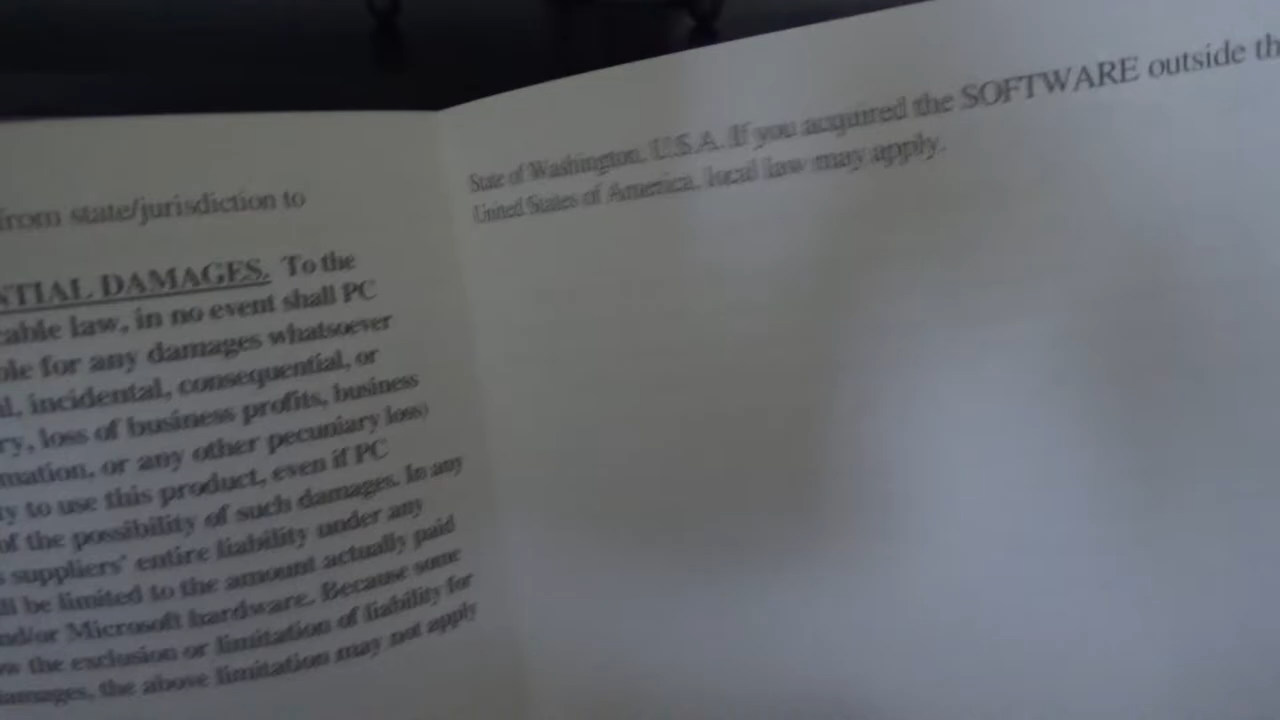 from state/jurisdiction to
NTIAL DAMAGES. To the
cable law, in no event shall PC
ble for any damages whatsoever
al, incidental, consequential, or
ry, loss of business profits, business
mation, or any other pecuniary loss)
ty to use this product, even if PC
of the possibility of such damages. In any
s suppliers' entire liability under any
ll be limited to the amount actually paid
nd/or Microsoft hardware. Because some
w the exclusion or limitation of liability for
damages, the above limitation may not apply
State of Washington, U.S.A. If you acquired the SOFTWARE outside th
United States of America, local law may apply.